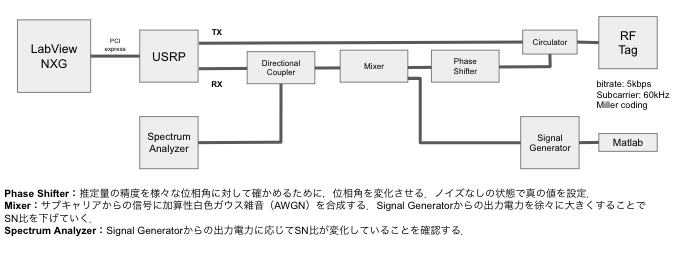 LabView
NXG
PCI
express
USRP
TX
RX
Directional
Coupler
Mixer
Phase
Shifter
Circulator
RF
Tag
bitrate: 5kbps
Subcarrier: 60kHz
Miller coding
Spectrum
Analyzer
Signal
Generator
Matlab
Phase Shifter：推定量の精度を様々な位相角に対して確かめるために，位相角を変化させる．ノイズなしの状態で真の値を設定．
Mixer：サブキャリアからの信号に加算性白色ガウス雑音（AWGN）を合成する．Signal Generatorからの出力電力を徐々に大きくすることで
SN比を下げていく．
Spectrum Analyzer：Signal Generatorからの出力電力に応じてSN比が変化していることを確認する．